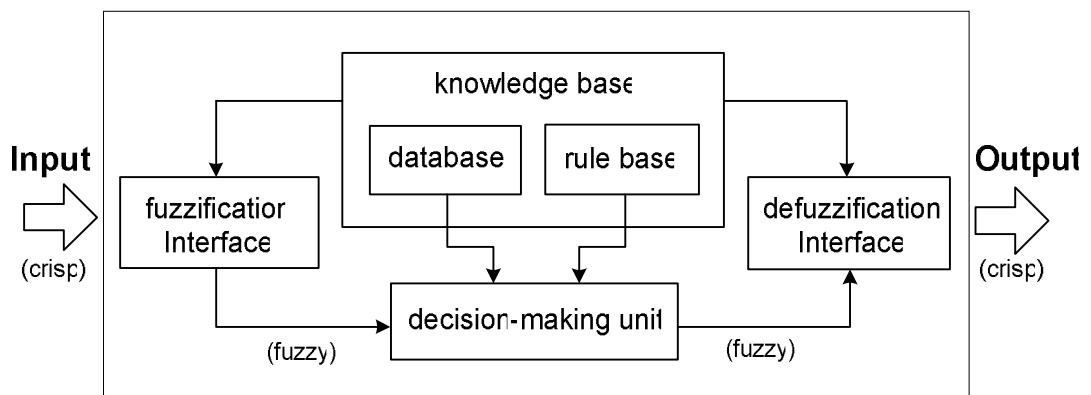 knowledge base
database
rule base
Input
(crisp)
fuzzification
Interface
decision-making unit
(fuzzy)
(fuzzy)
defuzzification
Interface
Output
(crisp)